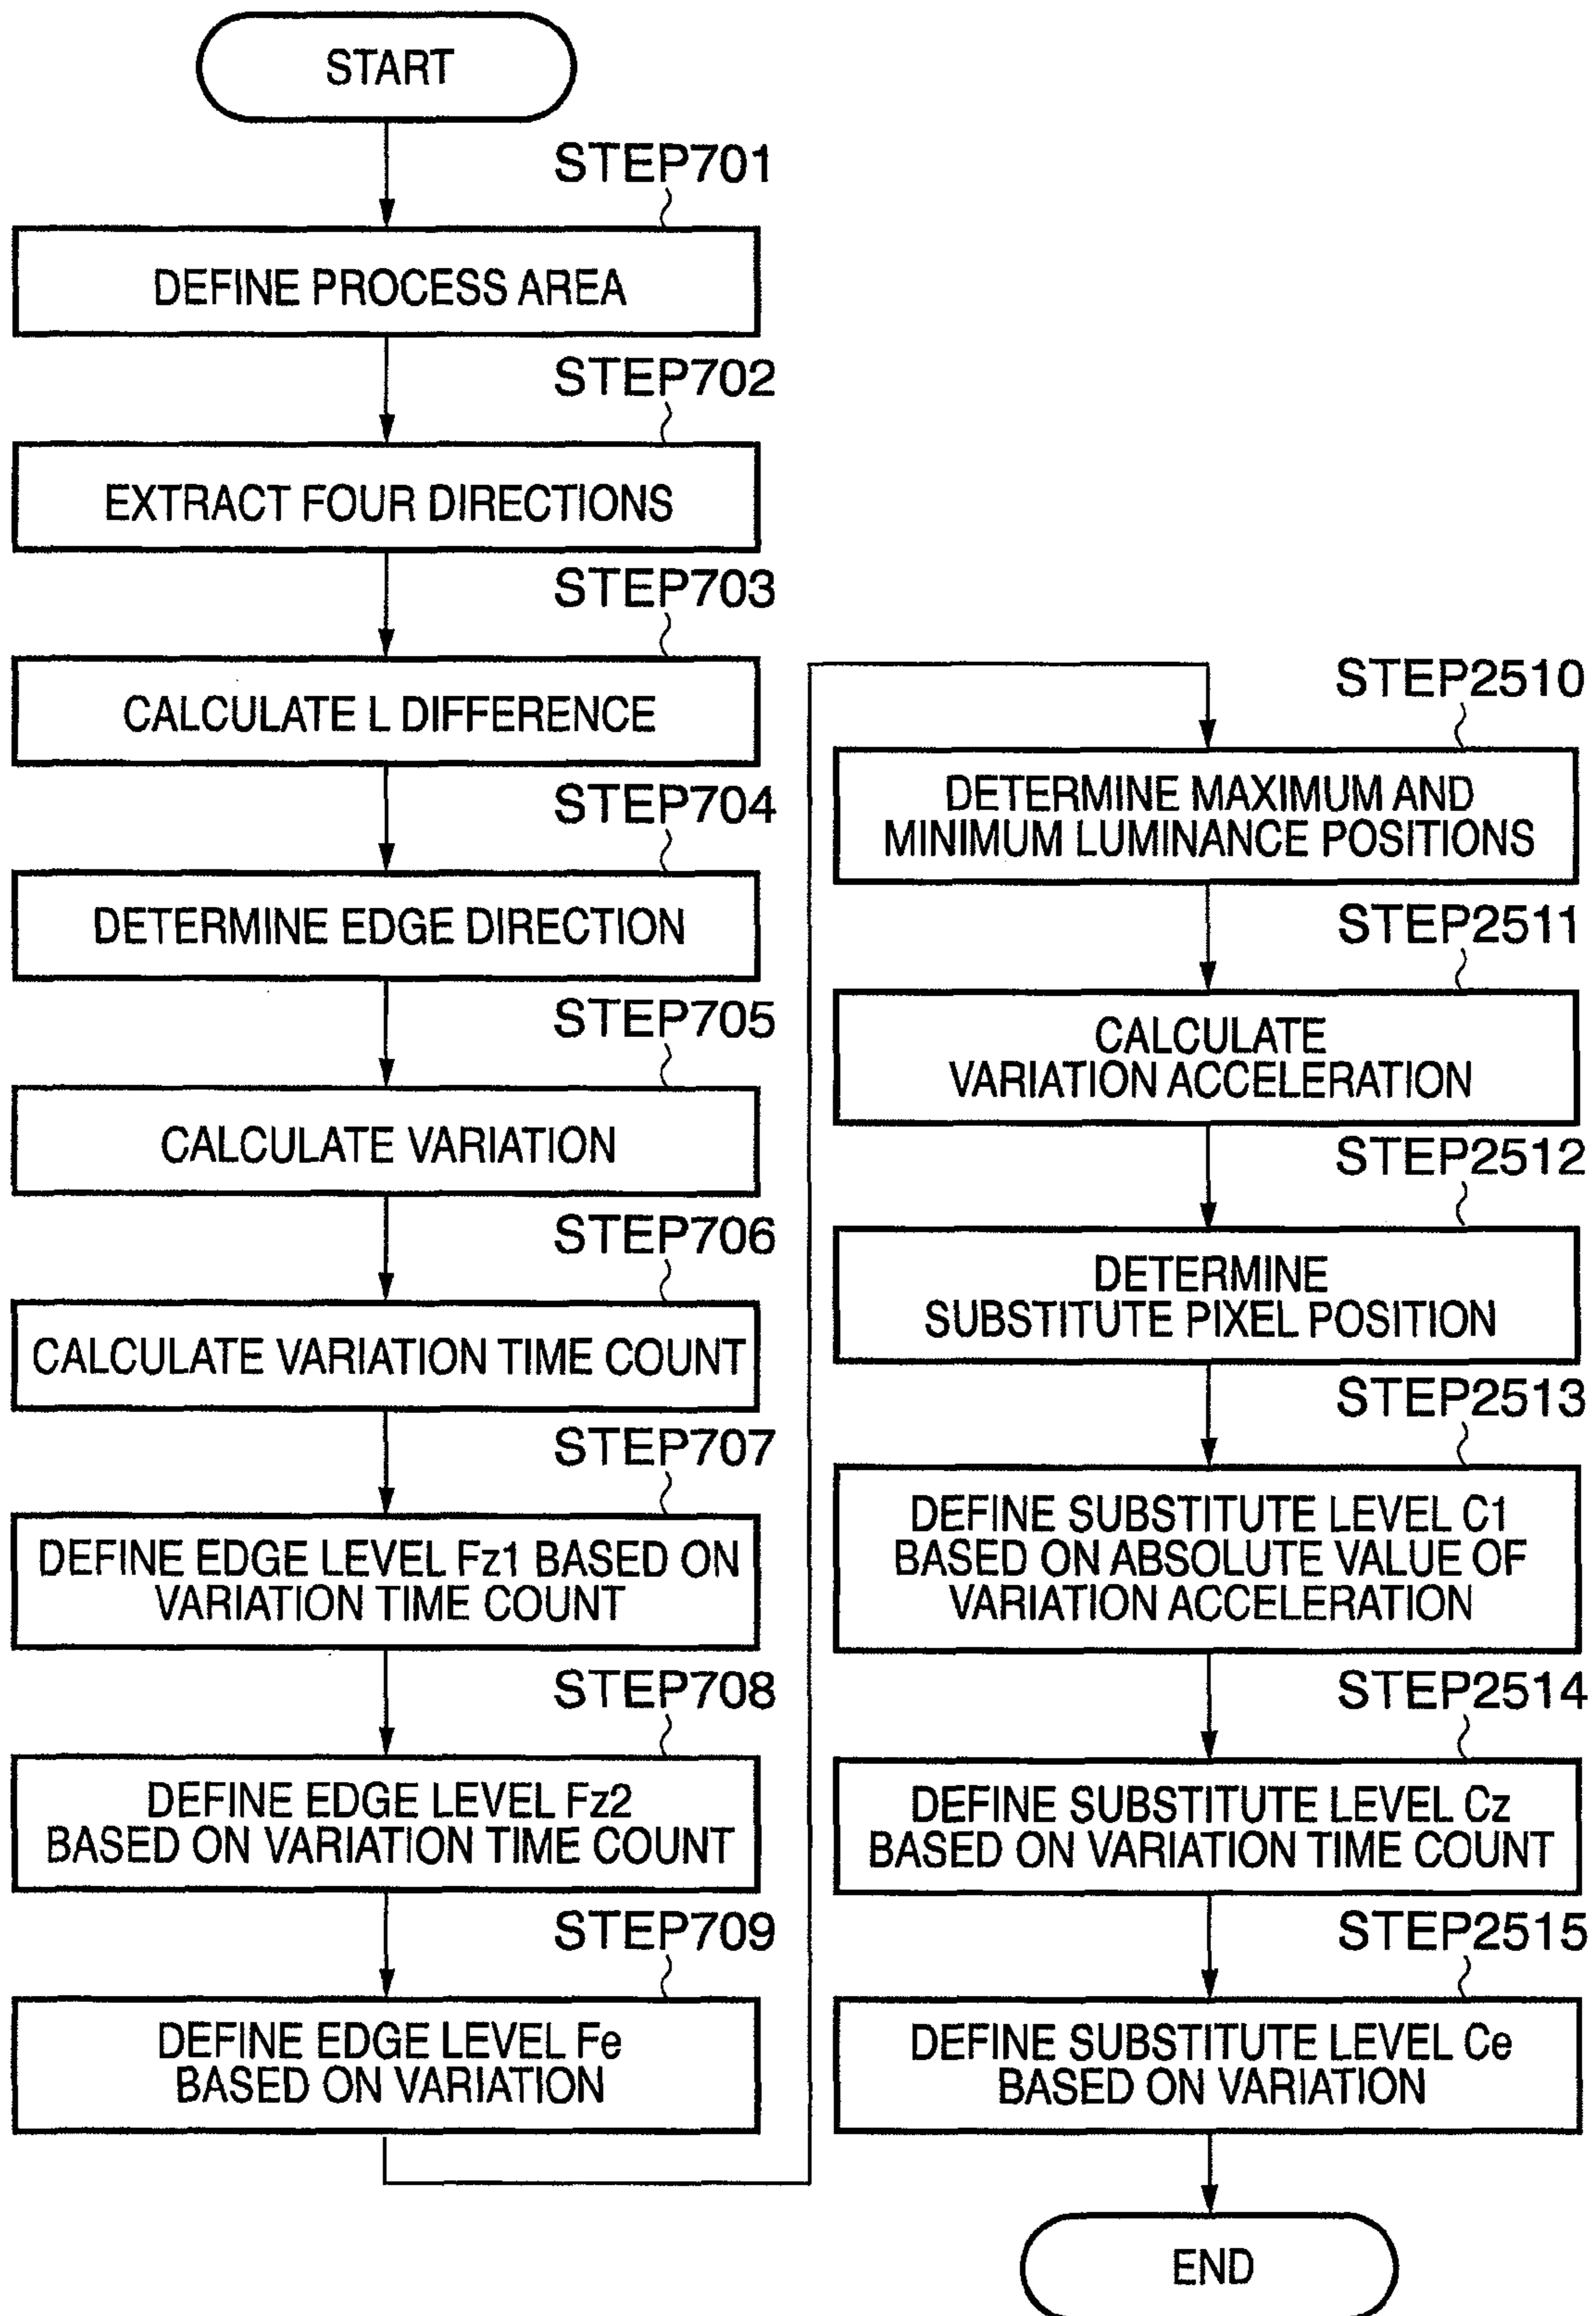 START
STEP701
DEFINE PROCESS AREA
STEP702
EXTRACT FOUR DIRECTIONS
STEP703
CALCULATE L DIFFERENCE
STEP704
DETERMINE EDGE DIRECTION
STEP705
CALCULATE VARIATION
STEP706
CALCULATE VARIATION TIME COUNT
STEP707
DEFINE EDGE LEVEL Fz1 BASED ON
VARIATION TIME COUNT
STEP708
DEFINE EDGE LEVEL Fz2
BASED ON VARIATION TIME COUNT
STEP709
DEFINE EDGE LEVEL Fe
BASED ON VARIATION
STEP2510
DETERMINE MAXIMUM AND
MINIMUM LUMINANCE POSITIONS
STEP2511
CALCULATE
VARIATION ACCELERATION
STEP2512
DETERMINE
SUBSTITUTE PIXEL POSITION
STEP2513
DEFINE SUBSTITUTE LEVEL C1
BASED ON ABSOLUTE VALUE OF
VARIATION ACCELERATION
STEP2514
DEFINE SUBSTITUTE LEVEL Cz
BASED ON VARIATION TIME COUNT
STEP2515
DEFINE SUBSTITUTE LEVEL Ce
BASED ON VARIATION
END